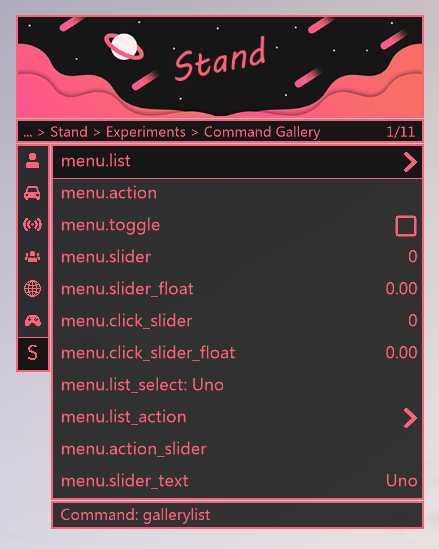 Stand
... > Stand > Experiments > Command Gallery 1/11
menu.list
menu.action
menu.toggle
menu.slider 0
menu.slider_float 0.00
menu.click_slider 0
menu.click_slider_float 0.00
S menu.list_select: Uno
menu.list_action
menu.action_slider
menu.slider_text Uno
Command: gallerylist